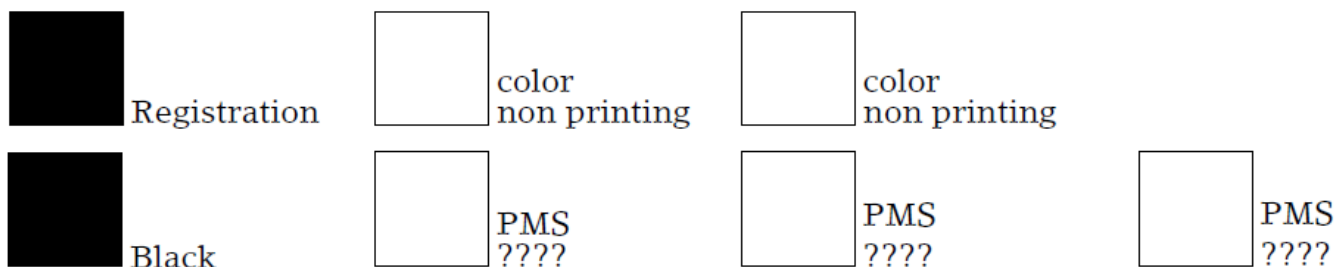 Registration
color
non printing
color
non printing
Black
PMS
????
PMS
????
PMS
????